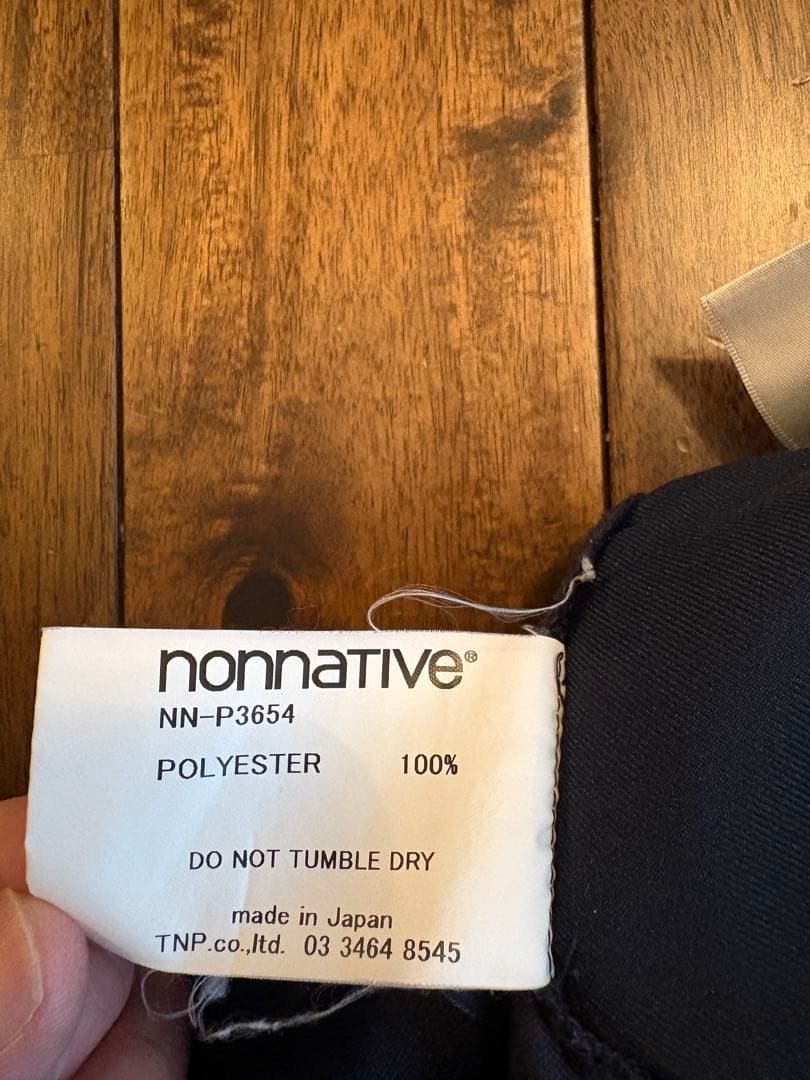 nonnaTIVe®
NN-P3654
POLYESTER 100%
DO NOT TUMBLE DRY
made in Japan
TNP.co.,ltd. 03 3464 8545